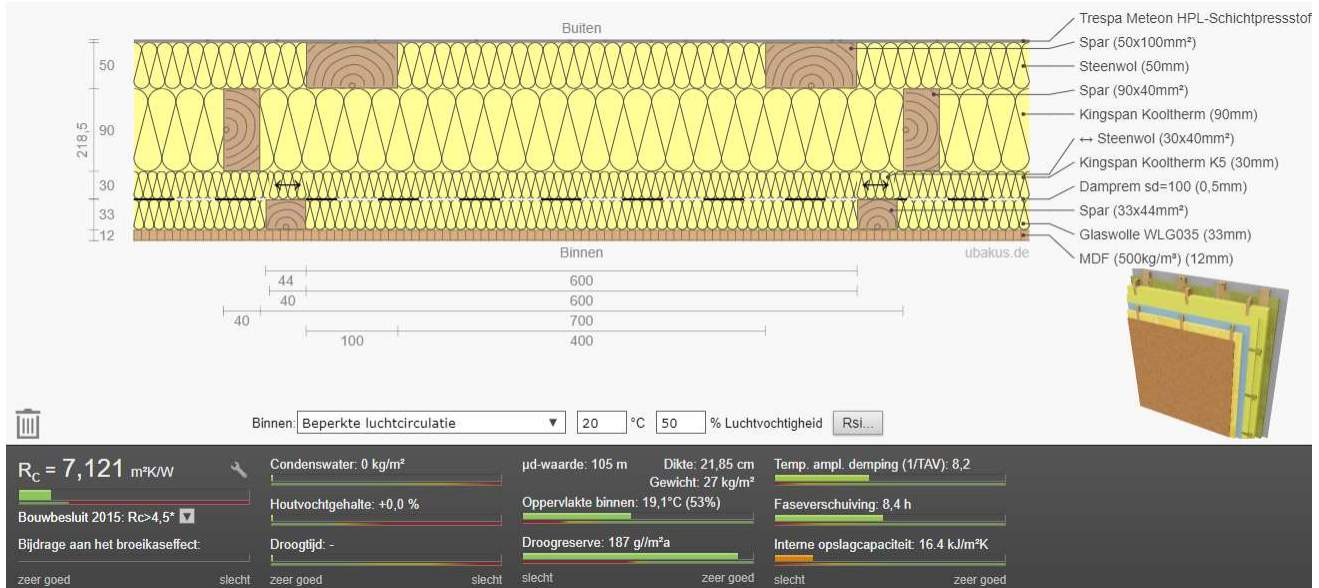 Buiten
Trespa Meteon HPL-Schichtpressstof
Spar (50x100mm²)
Steenwol (50mm)
Spar (90x40mm²)
Kingspan Kooltherm (90mm)
↔ Steenwol (30x40mm²)
Kingspan Kooltherm K5 (30mm)
Damprem sd=100 (0,5mm)
Spar (33x44mm²)
Glaswolle WLG035 (33mm)
MDF (500kg/m³) (12mm)
218,5
50
90
30
33
12
Binnen
ubakus.de
44
600
40
600
40
700
100
400
Binnen: Beperkte luchtcirculatie ▼ 20 °C 50 % Luchtvochtigheid Rsi...
Rc = 7,121 m²K/W
Bouwbesluit 2015: Rc>4,5* ▼
Bijdrage aan het broeikaseffect:
zeer goed slecht
Condenswater: 0 kg/m²
Houtvochtgehalte: +0,0 %
Droogtijd: -
zeer goed slecht
µd-waarde: 105 m Dikte: 21,85 cm
Gewicht: 27 kg/m²
Oppervlakte binnen: 19,1°C (53%)
Droogreserve: 187 g//m²a
slecht zeer goed
Temp. ampl. demping (1/TAV): 8,2
Faseverschuiving: 8,4 h
Interne opslagcapaciteit: 16.4 kJ/m²K
slecht zeer goed